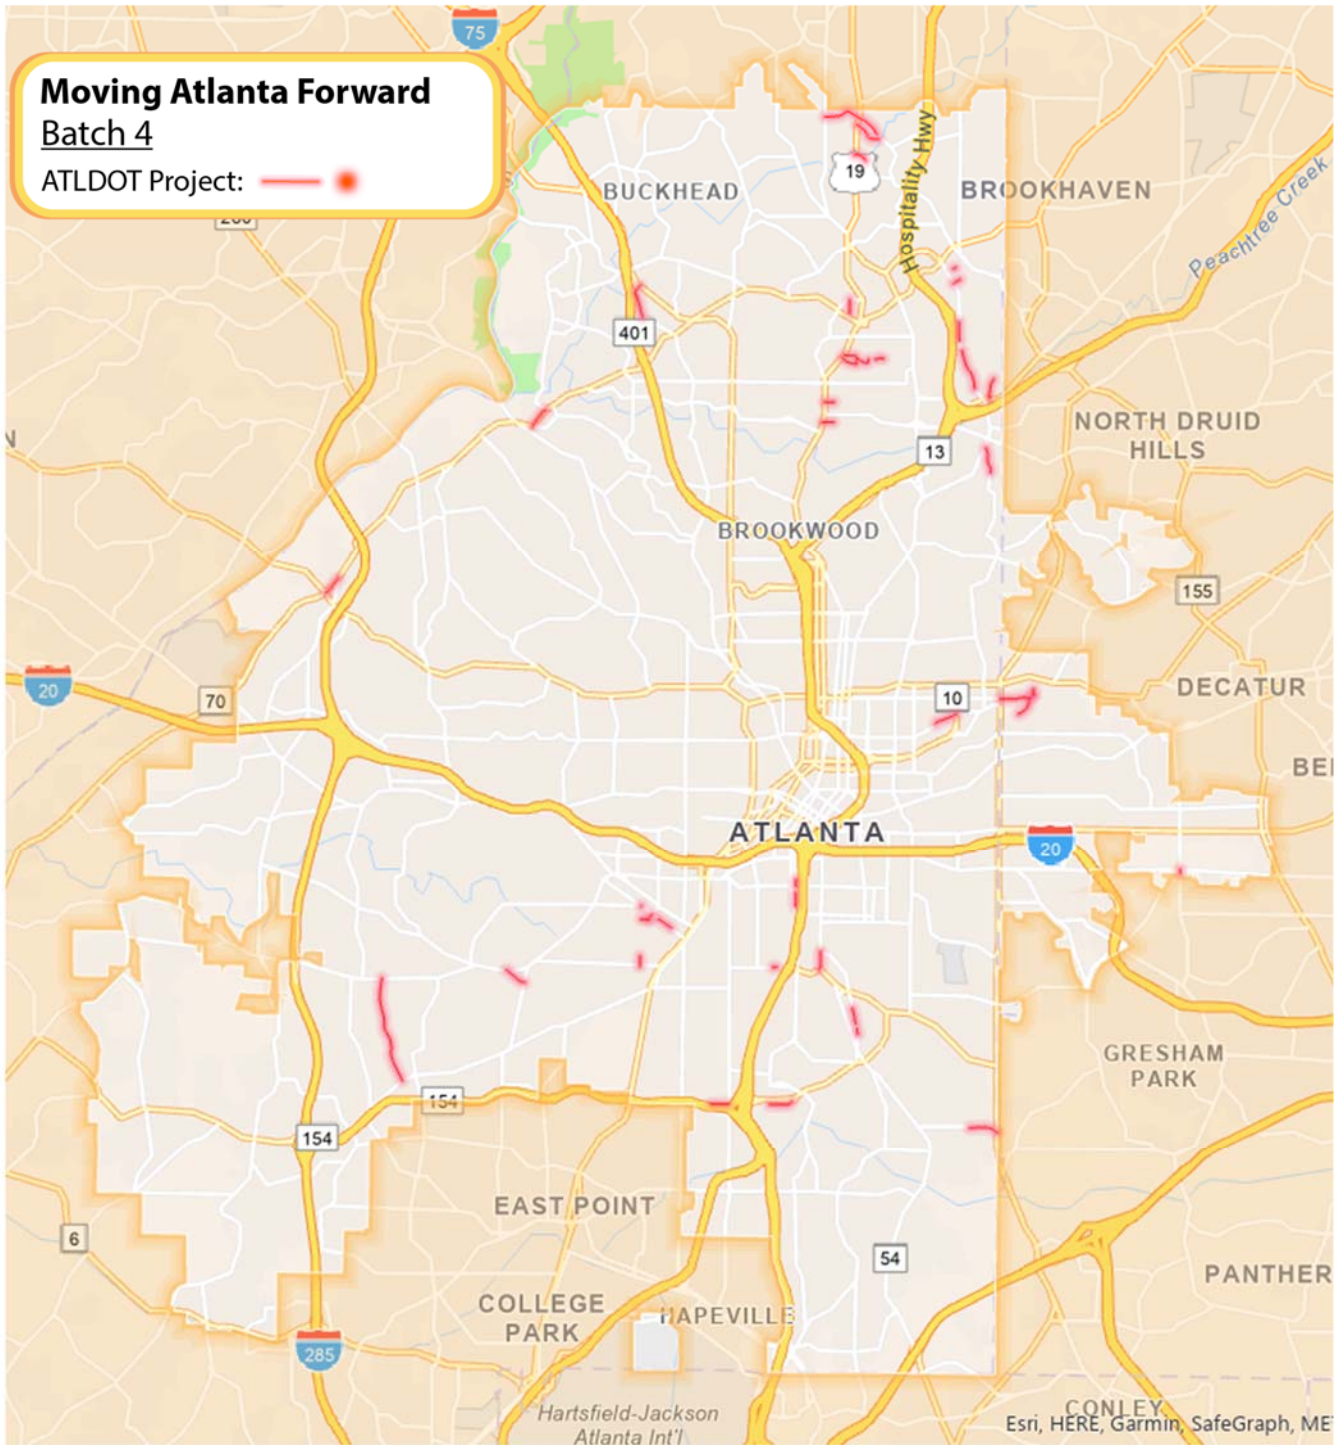 75
Moving Atlanta Forward
Batch 4
ATLDOT Project:
19
Hospitality Hwy
BUCKHEAD
BROOKHAVEN
Peachtree Creek
401
NORTH DRUID
HILLS
N
13
BROOKWOOD
155
20
70
10
DECATUR
BE
ATLANTA
20
GRESHAM
PARK
154
154
EAST POINT
6
54
PANTHER
COLLEGE
PARK
HAPEVILLE
285
Hartsfield-Jackson
Atlanta Int'l
CONLEY
Esri, HERE, Garmin, SafeGraph, ME